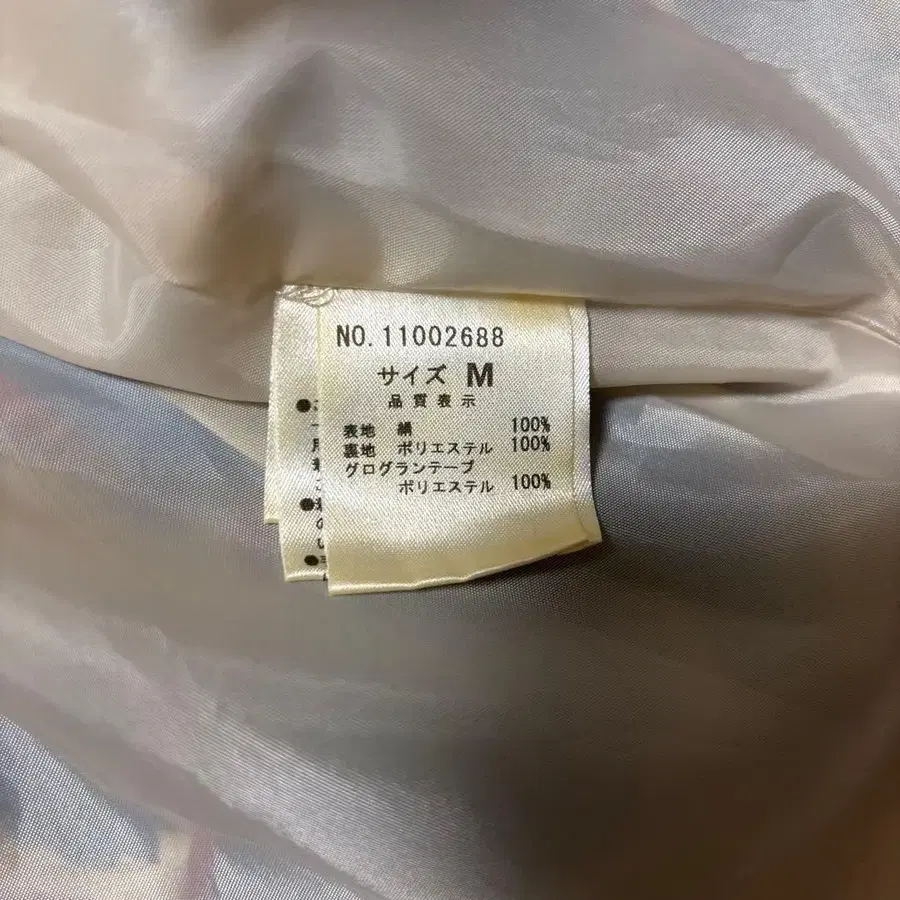 NO.11002688
サイズ M
品質表示
表地 絹 100%
裏地 ポリエステル 100%
グログランテープ
ポリエステル 100%